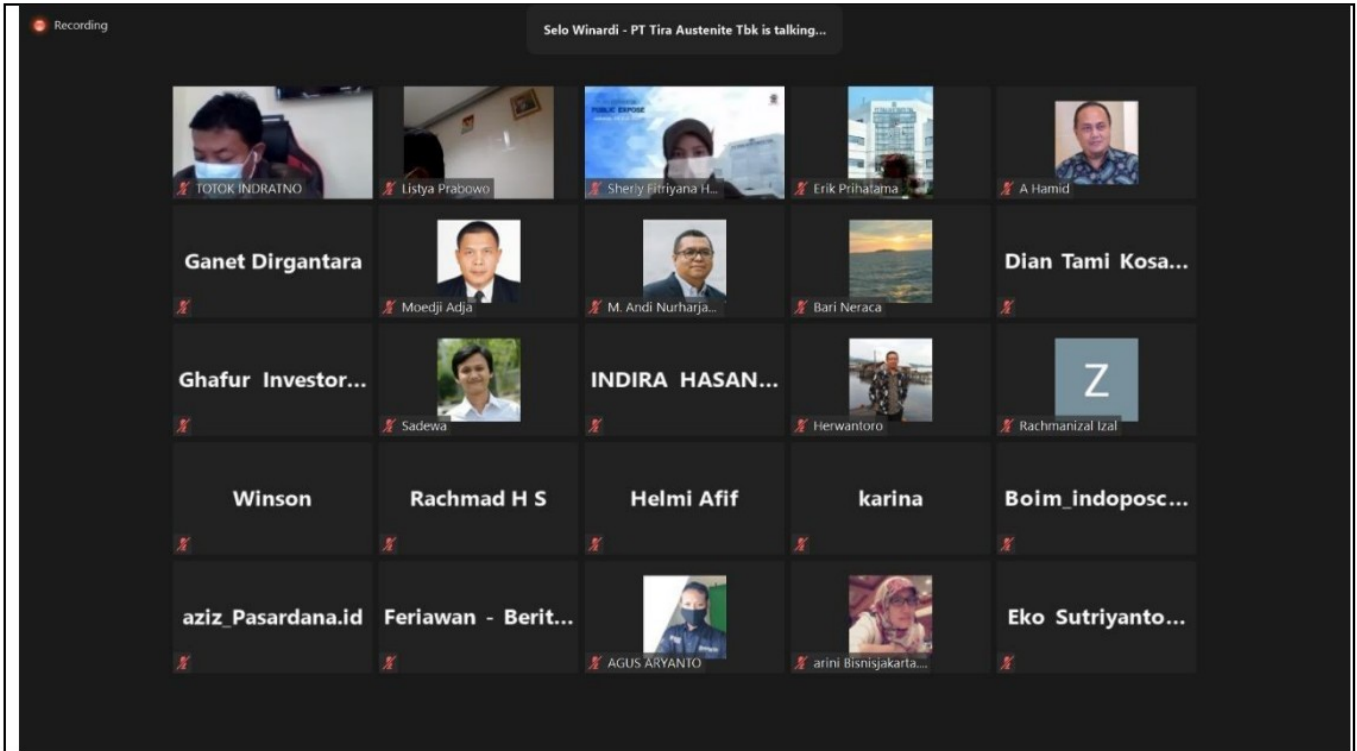 Recording
Selo Winardi - PT Tira Austenite Tbk is talking...
PUBLIC EXPOSE
TOTOK INDRATNO
Listya Prabowo
Sherly Fitriyana H...
Erik Prihatama
A Hamid
Ganet Dirgantara
Moedji Adja
M. Andi Nurharja...
Bari Neraca
Dian Tami Kosa...
Ghafur Investor...
Sadewa
INDIRA HASAN...
Herwantoro
Z
Rachmanizal Izal
Winson
Rachmad H S
Helmi Afif
karina
Boim_indoposc...
aziz_Pasardana.id
Feriawan - Berit...
AGUS ARYANTO
arini Bisnisjakarta....
Eko Sutriyanto...